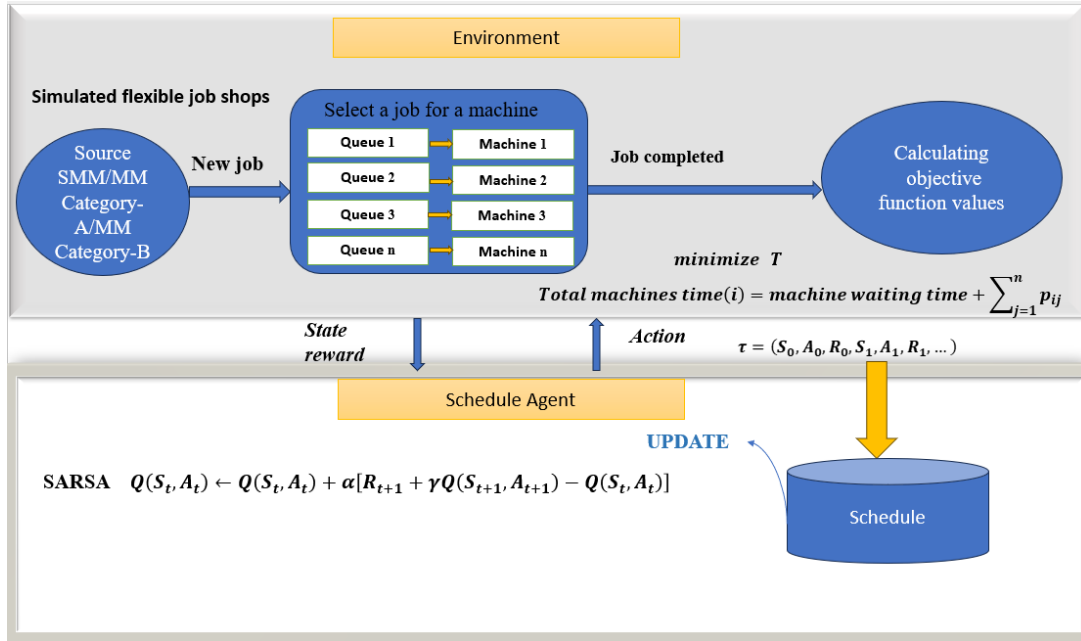 Environment
Simulated flexible job shops
Source
SMM/MM
Category-
A/MM
Category-B
New job
Select a job for a machine
Queue 1
Machine 1
Queue 2
Machine 2
Queue 3
Machine 3
Queue n
Machine n
Job completed
Calculating
objective
function values
minimize T
Total machines time(i) = machine waiting time + ∑_{j=1}^{n} p_{ij}
State
reward
Action
τ = (S_0, A_0, R_0, S_1, A_1, R_1, … )
Schedule Agent
UPDATE
SARSA Q(S_t, A_t) ← Q(S_t, A_t) + α[R_{t+1} + γQ(S_{t+1}, A_{t+1}) − Q(S_t, A_t)]
Schedule